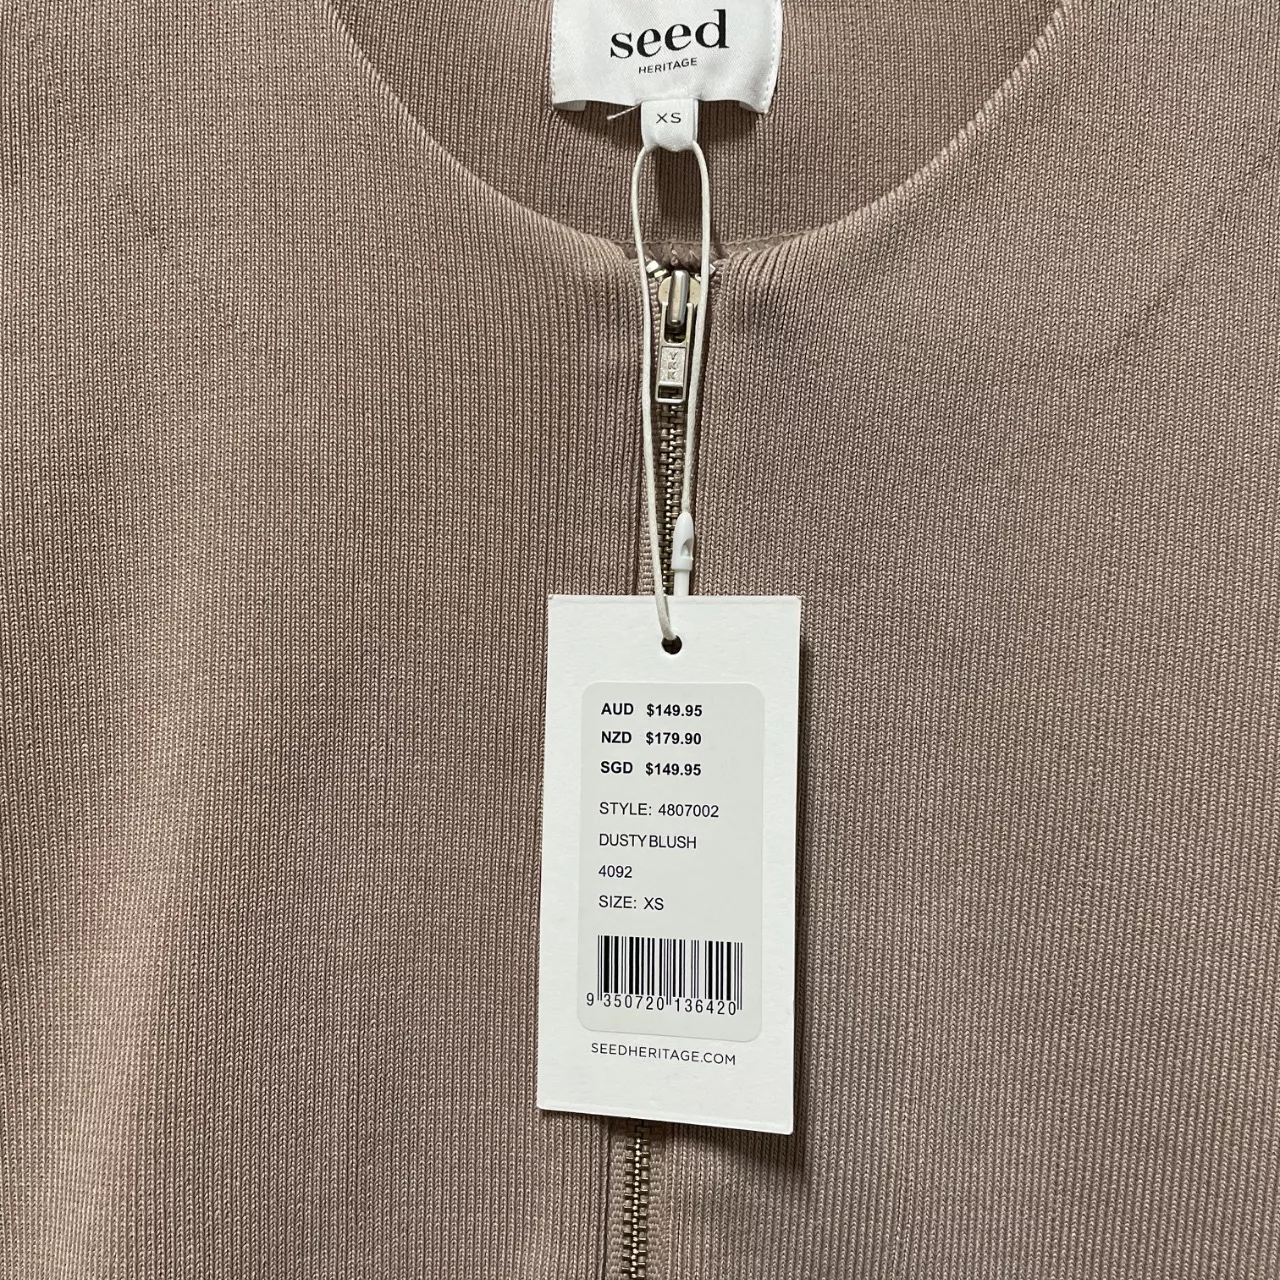 seed
HERITAGE
XS
YKK
AUD $149.95
NZD $179.90
SGD $149.95
STYLE: 4807002
DUSTY BLUSH
4092
SIZE: XS
9 350720 136420
SEEDHERITAGE.COM